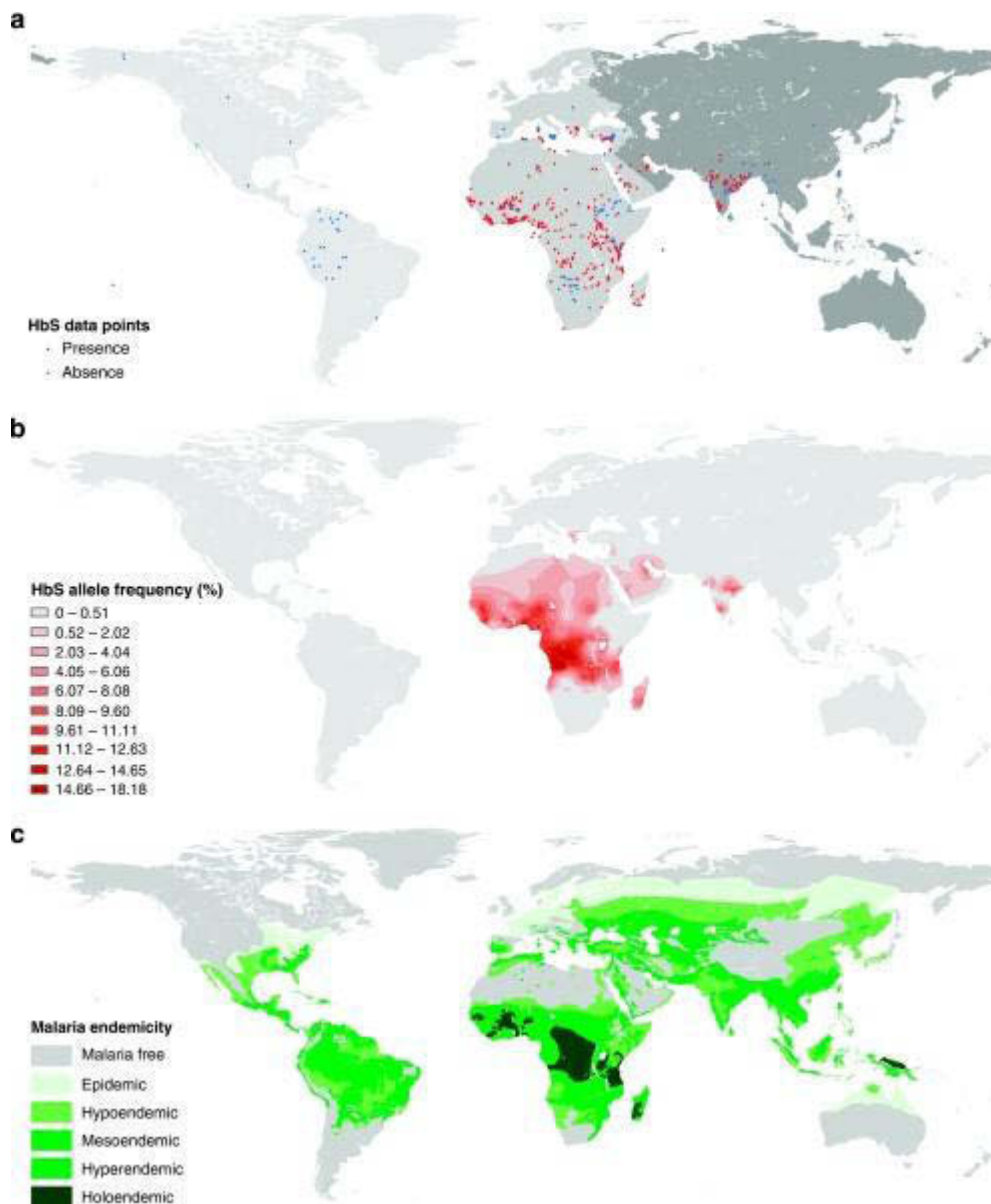 a
HbS data points
Presence
Absence
b
HbS allele frequency (%)
0 – 0.51
0.52 – 2.02
2.03 – 4.04
4.05 – 6.06
6.07 – 8.08
8.09 – 9.60
9.61 – 11.11
11.12 – 12.63
12.64 – 14.65
14.66 – 18.18
c
Malaria endemicity
Malaria free
Epidemic
Hypoendemic
Mesoendemic
Hyperendemic
Holoendemic